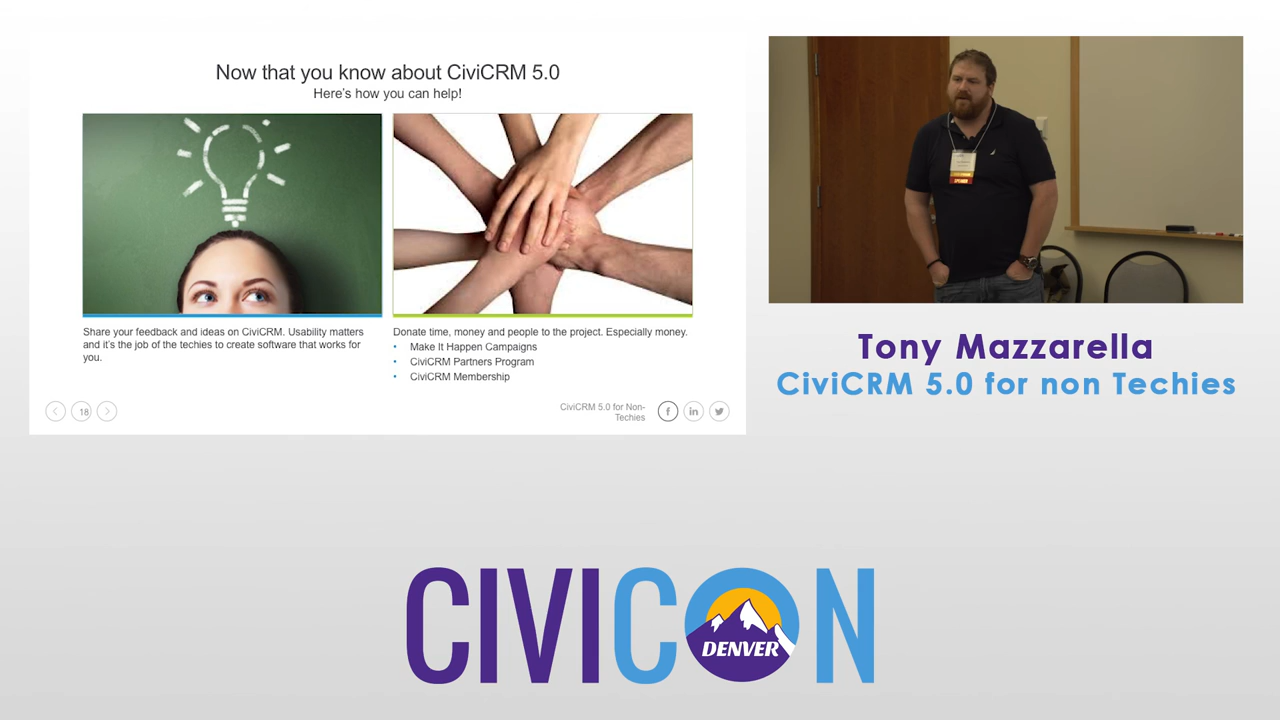 Now that you know about CiviCRM 5.0
Here's how you can help!
Share your feedback and ideas on CiviCRM. Usability matters
and it's the job of the techies to create software that works for
you.
Donate time, money and people to the project. Especially money.
• Make It Happen Campaigns
• CiviCRM Partners Program
• CiviCRM Membership
18
CiviCRM 5.0 for Non-
Techies
f
in
SPEAKER
Tony Mazzarella
CiviCRM 5.0 for non Techies
CIVICON
DENVER